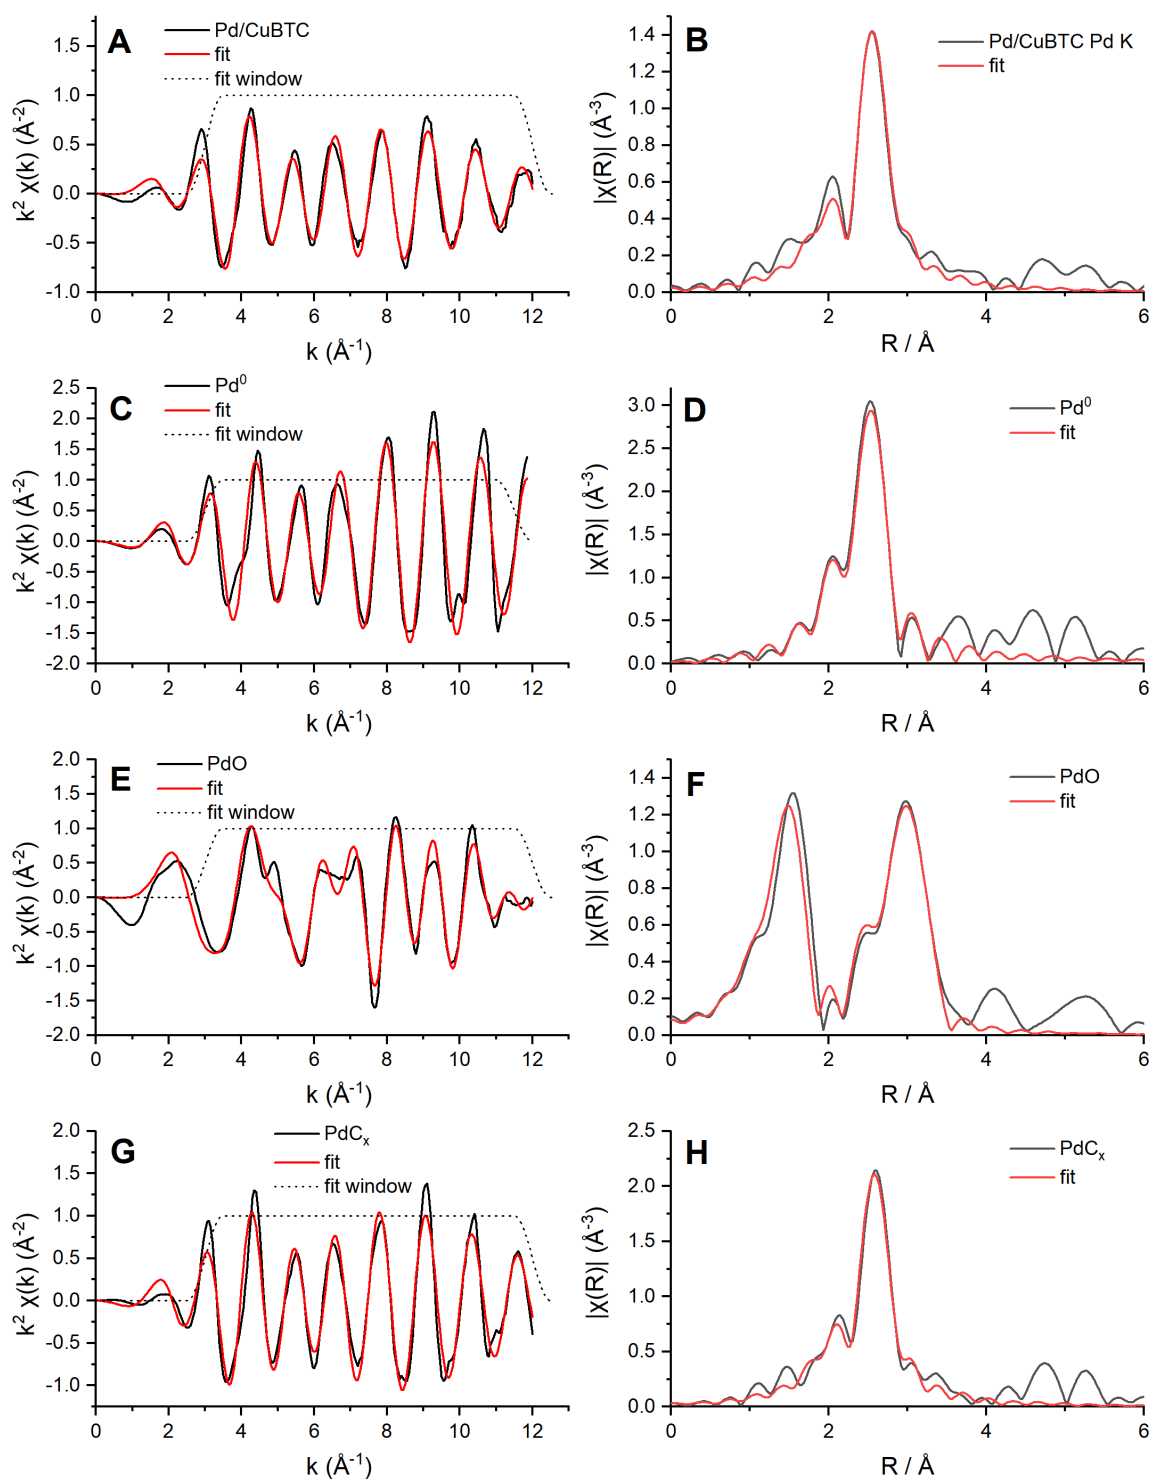 A
Pd/CuBTC
fit
fit window
k² χ(k) (Å⁻²)
1.5
1.0
0.5
0.0
-0.5
-1.0
0 2 4 6 8 10 12
k (Å⁻¹)
B
Pd/CuBTC Pd K
fit
|χ(R)| (Å⁻³)
1.4
1.2
1.0
0.8
0.6
0.4
0.2
0.0
0 2 4 6
R / Å
C
Pd⁰
fit
fit window
k² χ(k) (Å⁻²)
2.5
2.0
1.5
1.0
0.5
0.0
-0.5
-1.0
-1.5
-2.0
0 2 4 6 8 10 12
k (Å⁻¹)
D
Pd⁰
fit
|χ(R)| (Å⁻³)
3.0
2.5
2.0
1.5
1.0
0.5
0.0
0 2 4 6
R / Å
E
PdO
fit
fit window
k² χ(k) (Å⁻²)
2.0
1.5
1.0
0.5
0.0
-0.5
-1.0
-1.5
-2.0
0 2 4 6 8 10 12
k (Å⁻¹)
F
PdO
fit
|χ(R)| (Å⁻³)
1.4
1.2
1.0
0.8
0.6
0.4
0.2
0.0
0 2 4 6
R / Å
G
PdCₓ
fit
fit window
k² χ(k) (Å⁻²)
2.0
1.5
1.0
0.5
0.0
-0.5
-1.0
0 2 4 6 8 10 12
k (Å⁻¹)
H
PdCₓ
fit
|χ(R)| (Å⁻³)
2.5
2.0
1.5
1.0
0.5
0.0
0 2 4 6
R / Å